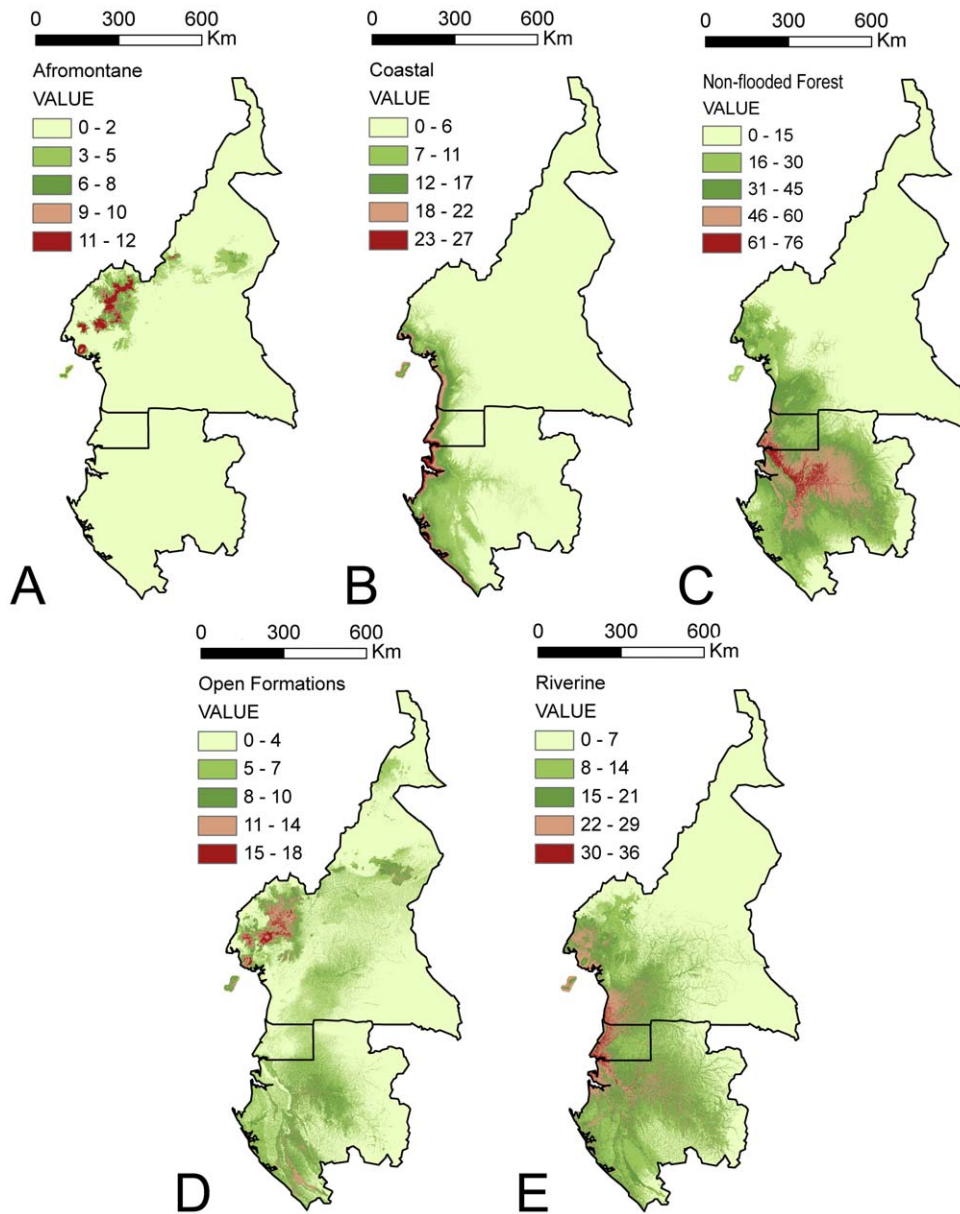 0 300 600
Km
Afromontane
VALUE
0 - 2
3 - 5
6 - 8
9 - 10
11 - 12
A
0 300 600
Km
Coastal
VALUE
0 - 6
7 - 11
12 - 17
18 - 22
23 - 27
B
0 300 600
Km
Non-flooded Forest
VALUE
0 - 15
16 - 30
31 - 45
46 - 60
61 - 76
C
0 300 600
Km
Open Formations
VALUE
0 - 4
5 - 7
8 - 10
11 - 14
15 - 18
D
0 300 600
Km
Riverine
VALUE
0 - 7
8 - 14
15 - 21
22 - 29
30 - 36
E